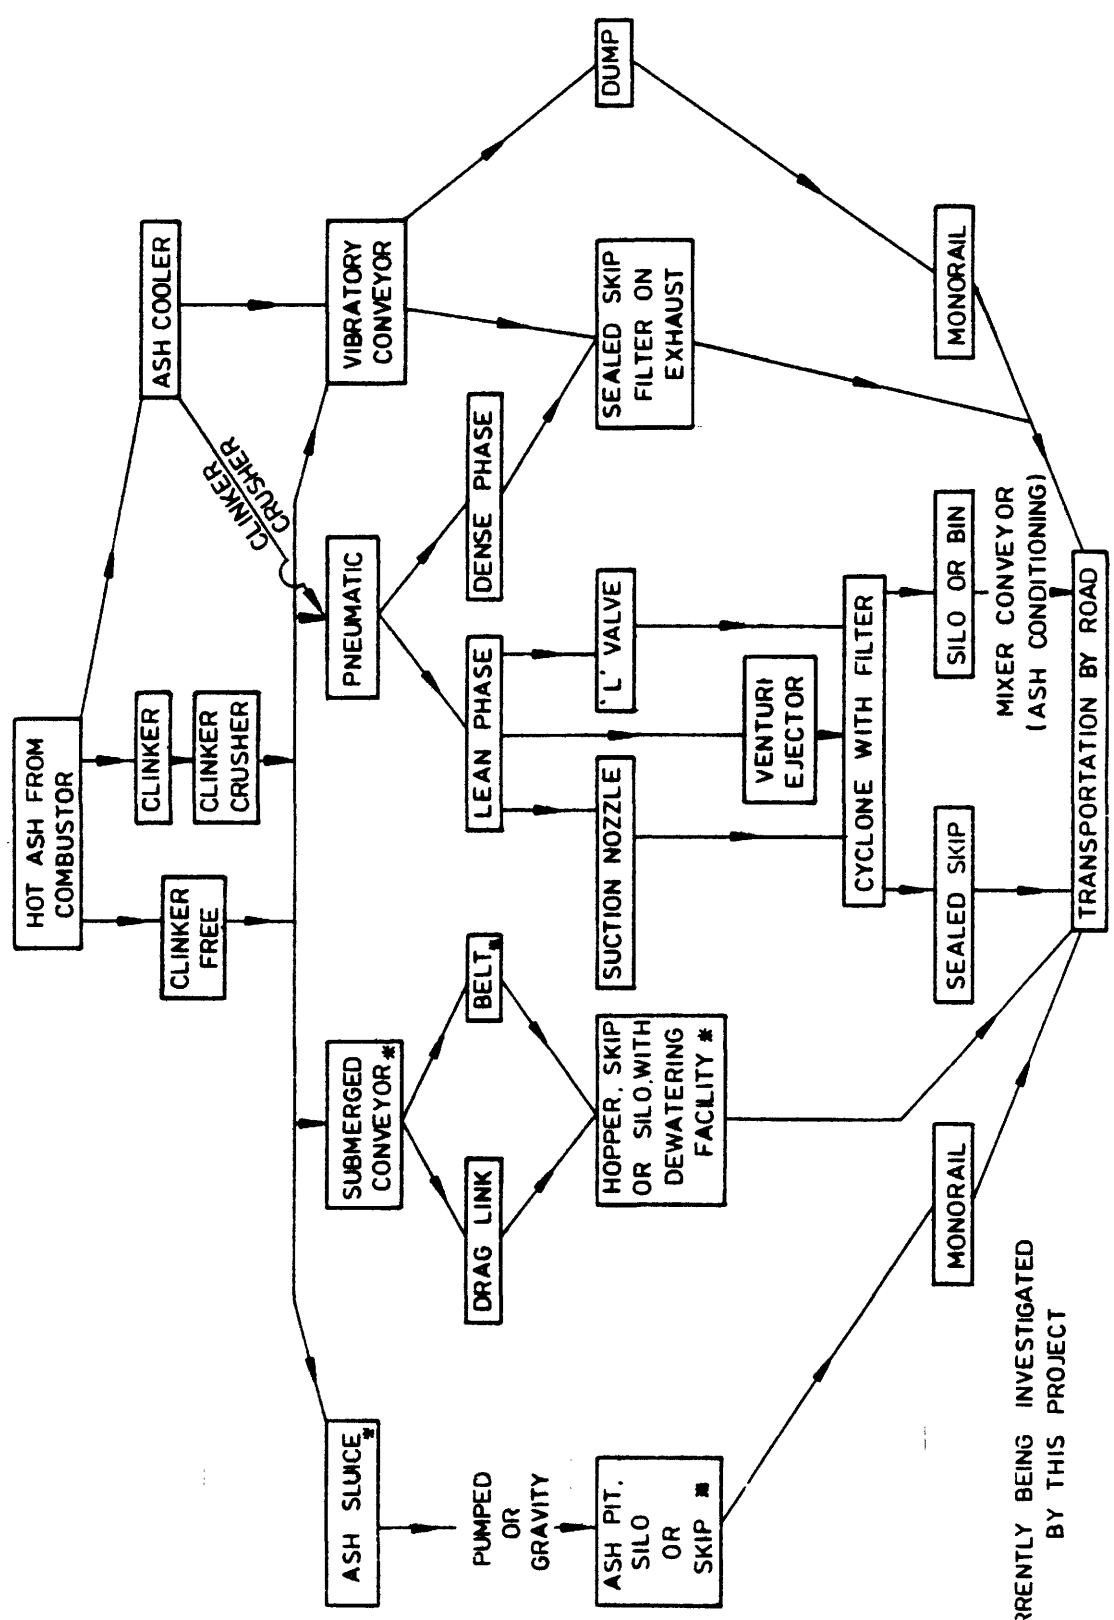 HOT ASH FROM
COMBUSTOR
CLINKER
FREE
CLINKER
CLINKER
CRUSHER
ASH COOLER
CLINKER
CRUSHER
ASH SLUICE*
SUBMERGED
CONVEYOR*
PNEUMATIC
VIBRATORY
CONVEYOR
PUMPED
OR
GRAVITY
DRAG LINK
BELT*
LEAN PHASE
DENSE PHASE
ASH PIT.
SILO
OR
SKIP *
HOPPER. SKIP
OR SILO.WITH
DEWATERING
FACILITY *
SUCTION NOZZLE
'L' VALVE
SEALED SKIP
FILTER ON
EXHAUST
DUMP
VENTURI
EJECTOR
CYCLONE WITH FILTER
MONORAIL
SEALED SKIP
SILO OR BIN
MONORAIL
MIXER CONVEYOR
(ASH CONDITIONING)
TRANSPORTATION BY ROAD
RRENTLY BEING INVESTIGATED
BY THIS PROJECT